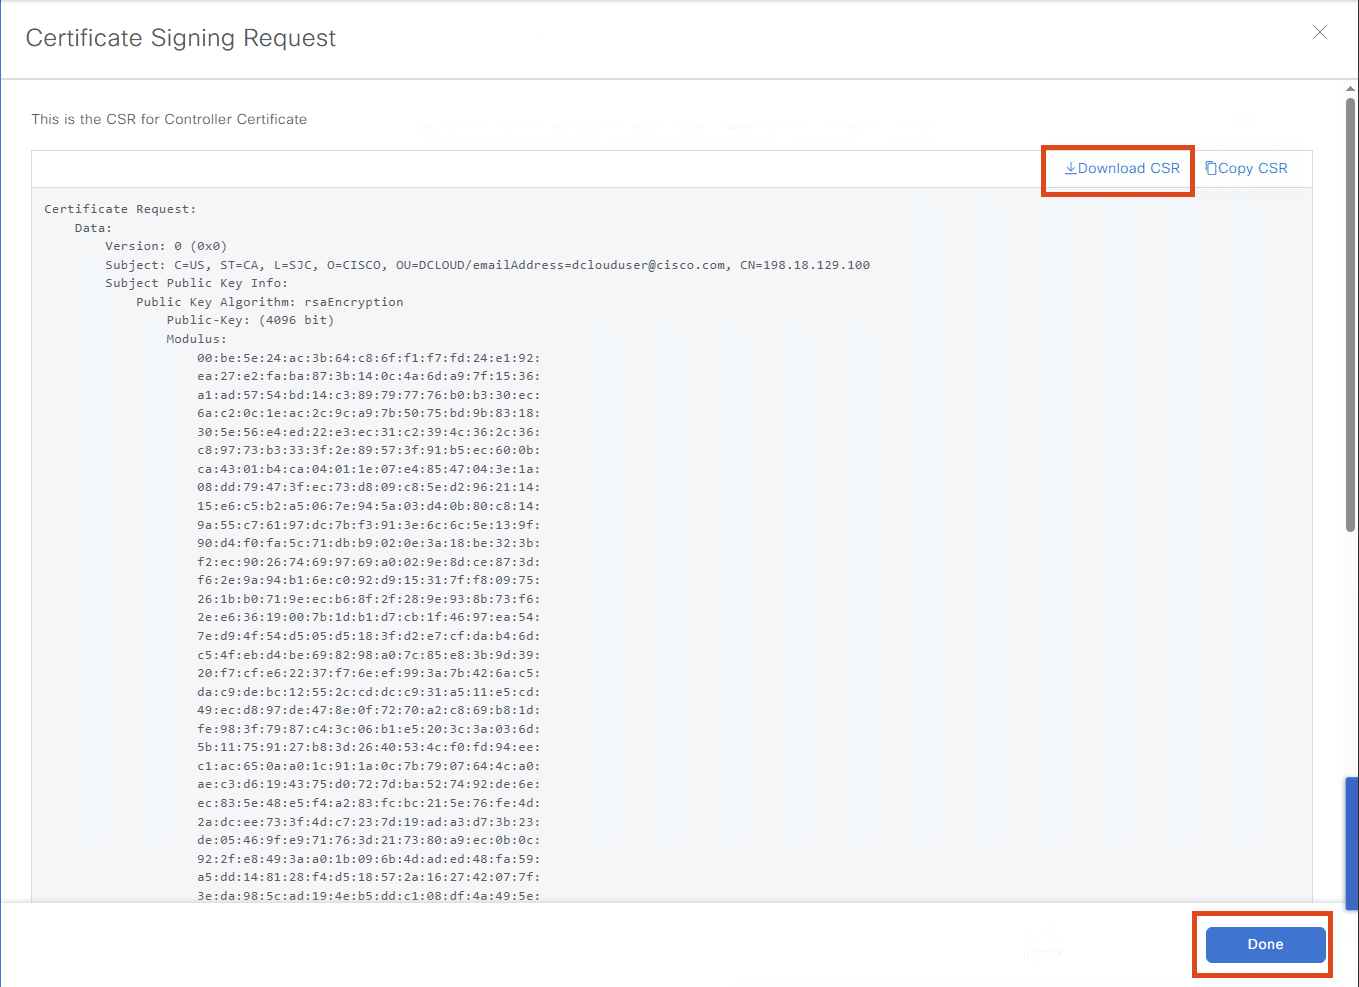 Certificate Signing Request
This is the CSR for Controller Certificate
Download CSR Copy CSR
Certificate Request:
Data:
Version: 0 (0x0)
Subject: C=US, ST=CA, L=SJC, O=CISCO, OU=DCLOUD/emailAddress=dclouduser@cisco.com, CN=198.18.129.100
Subject Public Key Info:
Public Key Algorithm: rsaEncryption
Public-Key: (4096 bit)
Modulus:
00:be:5e:24:ac:3b:64:c8:6f:f1:f7:fd:24:e1:92:
ea:27:e2:fa:ba:87:3b:14:0c:4a:6d:a9:7f:15:36:
a1:ad:57:54:bd:14:c3:89:79:77:76:b0:b3:30:ec:
6a:c2:0c:1e:ac:2c:9c:a9:7b:50:75:bd:9b:83:18:
30:5e:56:e4:ed:22:e3:ec:31:c2:39:4c:36:2c:36:
c8:97:73:b3:33:3f:2e:89:57:3f:91:b5:ec:60:0b:
ca:43:01:b4:ca:04:01:1e:07:e4:85:47:04:3e:1a:
08:dd:79:47:3f:ec:73:d8:09:c8:5e:d2:96:21:14:
15:e6:c5:b2:a5:06:7e:94:5a:03:d4:0b:80:c8:14:
9a:55:c7:61:97:dc:7b:f3:91:3e:6c:6c:5e:13:9f:
90:d4:f0:fa:5c:71:db:b9:02:0e:3a:18:be:32:3b:
f2:ec:90:26:74:69:97:69:a0:02:9e:8d:ce:87:3d:
f6:2e:9a:94:b1:6e:c0:92:d9:15:31:7f:f8:09:75:
26:1b:b0:71:9e:ec:b6:8f:2f:28:9e:93:8b:73:f6:
2e:e6:36:19:00:7b:1d:b1:d7:cb:1f:46:97:ea:54:
7e:d9:4f:54:d5:05:d5:18:3f:d2:e7:cf:da:b4:6d:
c5:4f:eb:d4:be:69:82:98:a0:7c:85:e8:3b:9d:39:
20:f7:cf:e6:22:37:f7:6e:ef:99:3a:7b:42:6a:c5:
da:c9:de:bc:12:55:2c:cd:dc:c9:31:a5:11:e5:cd:
49:ec:d8:97:de:47:8e:0f:72:70:a2:c8:69:b8:1d:
fe:98:3f:79:87:c4:3c:06:b1:e5:20:3c:3a:03:6d:
5b:11:75:91:27:b8:3d:26:40:53:4c:f0:fd:94:ee:
c1:ac:65:0a:a0:1c:91:1a:0c:7b:79:07:64:4c:a0:
ae:c3:d6:19:43:75:d0:72:7d:ba:52:74:92:de:6e:
ec:83:5e:48:e5:f4:a2:83:fc:bc:21:5e:76:fe:4d:
2a:dc:ee:73:3f:4d:c7:23:7d:19:ad:a3:d7:3b:23:
de:05:46:9f:e9:71:76:3d:21:73:80:a9:ec:0b:0c:
92:2f:e8:49:3a:a0:1b:09:6b:4d:ad:ed:48:fa:59:
a5:dd:14:81:28:f4:d5:18:57:2a:16:27:42:07:7f:
3e:da:98:5c:ad:19:4e:b5:dd:c1:08:df:4a:49:5e:
Done